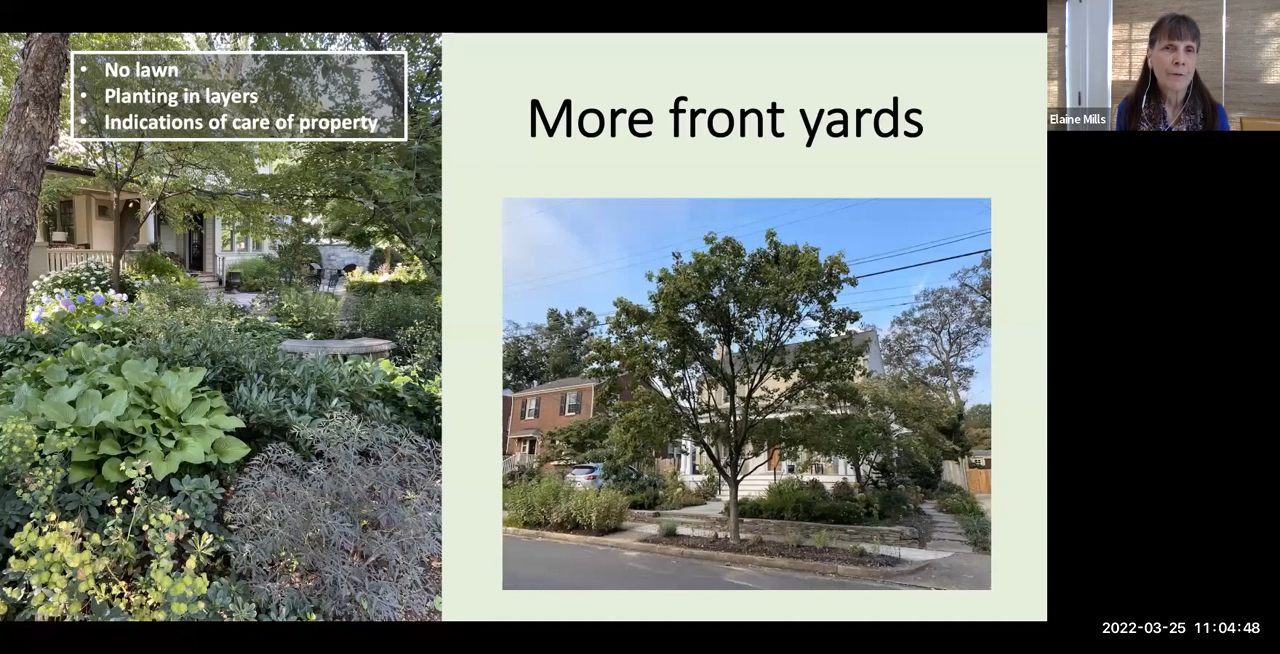 No lawn
Planting in layers
Indications of care of property
More front yards
Elaine Mills
2022-03-25 11:04:48